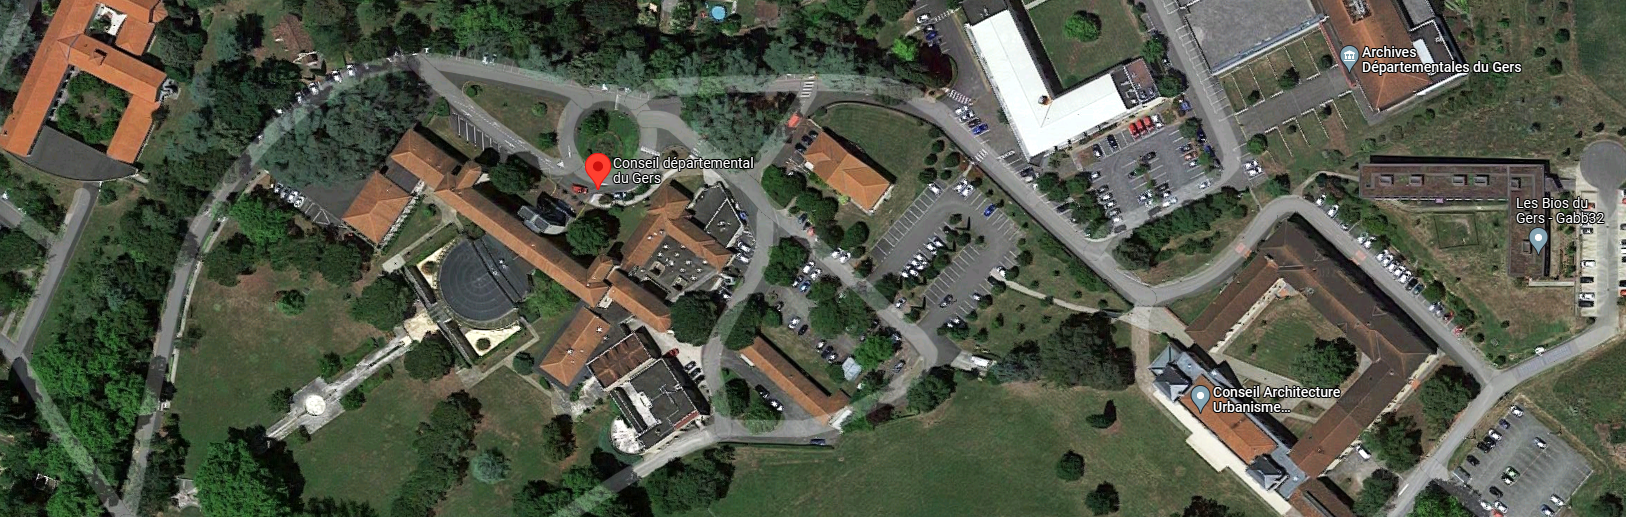 Archives
Départementales du Gers
Conseil départemental
du Gers
Les Bios du
Gers - Gabb32
Conseil Architecture
Urbanisme...